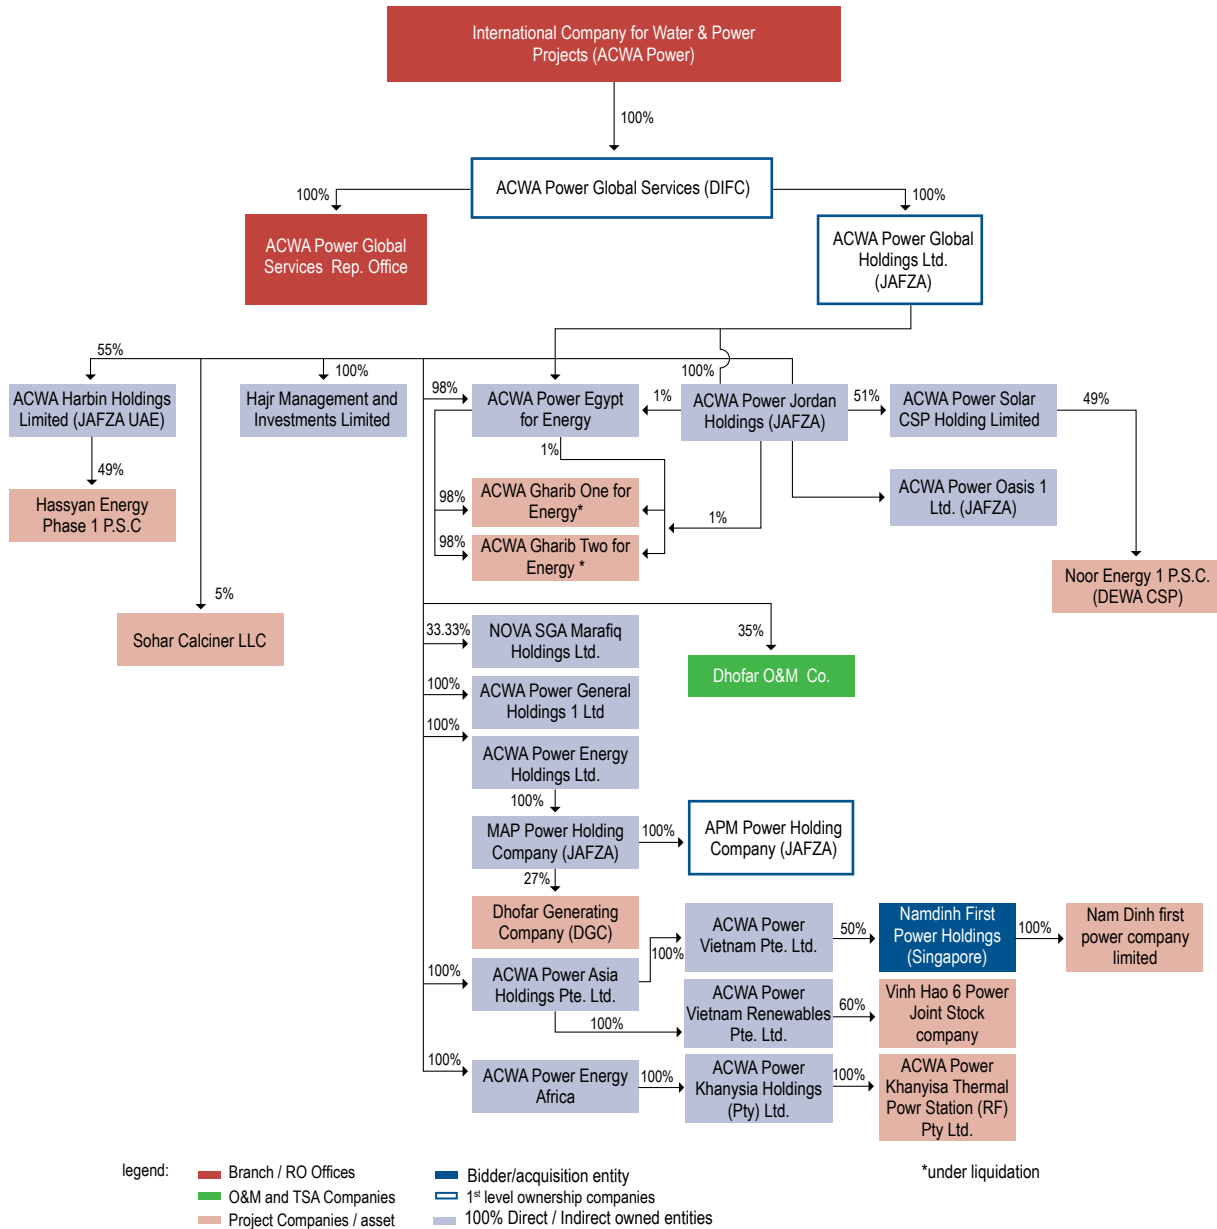 International Company for Water & Power
Projects (ACWA Power)
100%
ACWA Power Global Services (DIFC)
100%
100%
ACWA Power Global
Services Rep. Office
ACWA Power Global
Holdings Ltd.
(JAFZA)
55%
100%
98%
100%
ACWA Harbin Holdings
Limited (JAFZA UAE)
Hajr Management and
Investments Limited
ACWA Power Egypt
for Energy
1%
ACWA Power Jordan
Holdings (JAFZA)
51%
ACWA Power Solar
CSP Holding Limited
49%
49%
1%
Hassyan Energy
Phase 1 P.S.C
98%
ACWA Gharib One for
Energy*
ACWA Power Oasis 1
Ltd. (JAFZA)
1%
98%
ACWA Gharib Two for
Energy *
Noor Energy 1 P.S.C.
(DEWA CSP)
5%
Sohar Calciner LLC
33.33%
NOVA SGA Marafiq
Holdings Ltd.
35%
Dhofar O&M Co.
100%
ACWA Power General
Holdings 1 Ltd
100%
ACWA Power Energy
Holdings Ltd.
100%
MAP Power Holding
Company (JAFZA)
100%
APM Power Holding
Company (JAFZA)
27%
Dhofar Generating
Company (DGC)
100%
ACWA Power
Vietnam Pte. Ltd.
50%
Namdinh First
Power Holdings
(Singapore)
100%
Nam Dinh first
power company
limited
100%
ACWA Power Asia
Holdings Pte. Ltd.
100%
ACWA Power
Vietnam Renewables
Pte. Ltd.
60%
Vinh Hao 6 Power
Joint Stock
company
100%
ACWA Power Energy
Africa
100%
ACWA Power
Khanysia Holdings
(Pty) Ltd.
100%
ACWA Power
Khanyisa Thermal
Powr Station (RF)
Pty Ltd.
legend:
Branch / RO Offices
Bidder/acquisition entity
*under liquidation
O&M and TSA Companies
1st level ownership companies
Project Companies / asset
100% Direct / Indirect owned entities